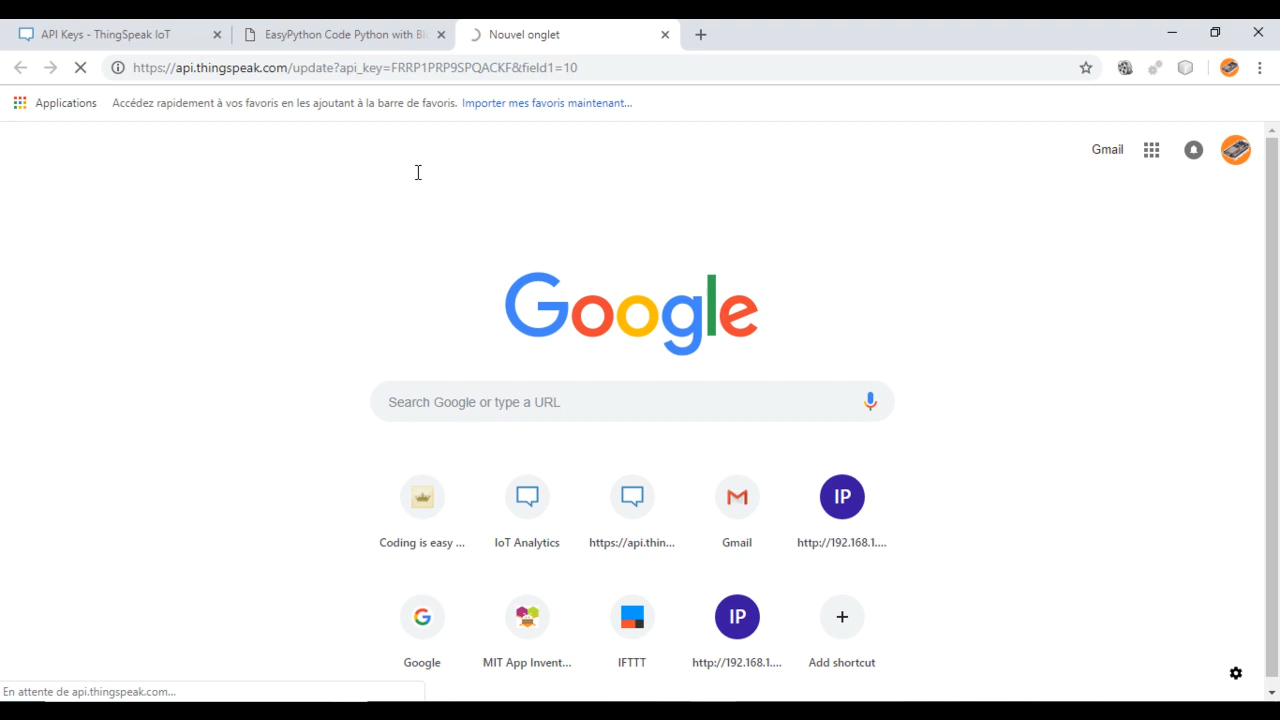 API Keys - ThingSpeak IoT
EasyPython Code Python with Bl
Nouvel onglet
https://api.thingspeak.com/update?api_key=FRRP1PRP9SPQACKF&field1=10
Applications Accédez rapidement à vos favoris en les ajoutant à la barre de favoris. Importer mes favoris maintenant...
Gmail
Google
Search Google or type a URL
IP
Coding is easy ...
IoT Analytics
https://api.thin...
Gmail
http://192.168.1....
G
IP
Google
MIT App Invent...
IFTTT
http://192.168.1....
Add shortcut
En attente de api.thingspeak.com...